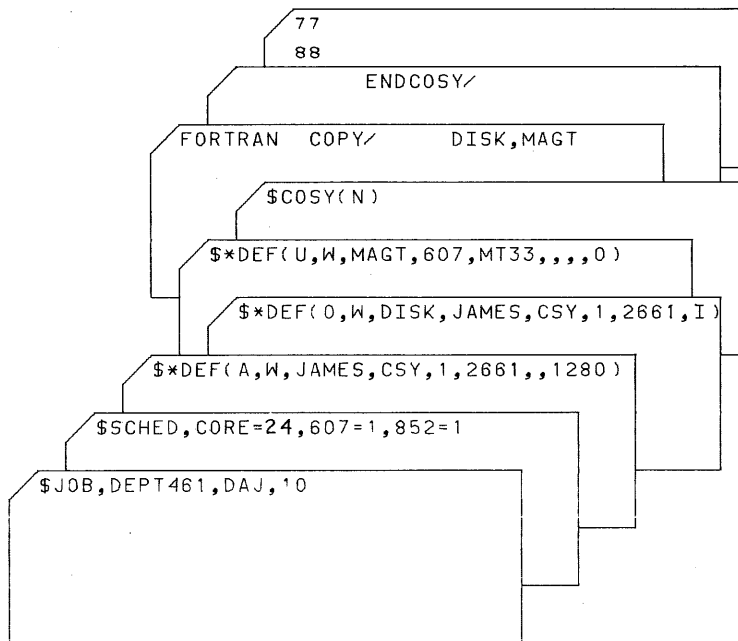 77
88
ENDCOSY/
FORTRAN COPY/ DISK,MAGT
$COSY(N)
$*DEF(U,W,MAGT,607,MT33,,,,0)
$*DEF(O,W,DISK,JAMES,CSY,1,2661,I)
$*DEF(A,W,JAMES,CSY,1,2661,,1280)
$SCHED,CORE=24,607=1,852=1
$JOB,DEPT461,DAJ,10